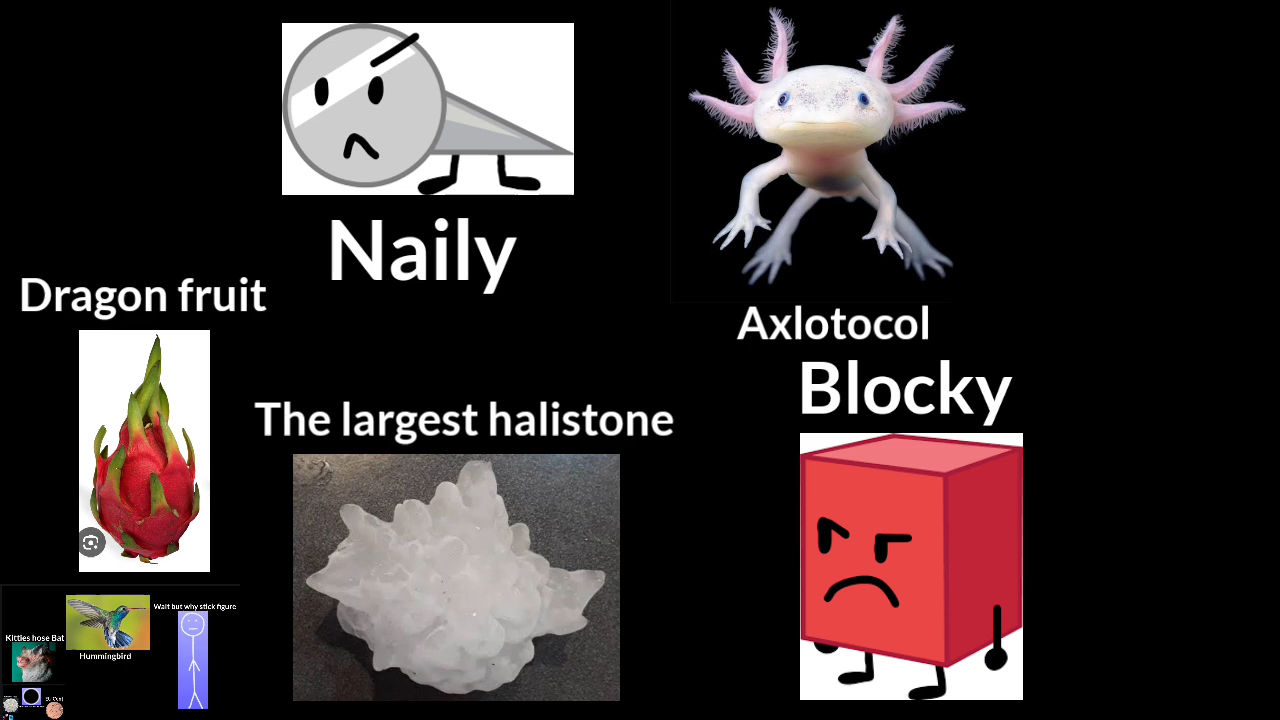 Naily
Axlotocol
Dragon fruit
Blocky
The largest halistone
Wait but why stick figure
Kitties hose Bat
Hummingbird